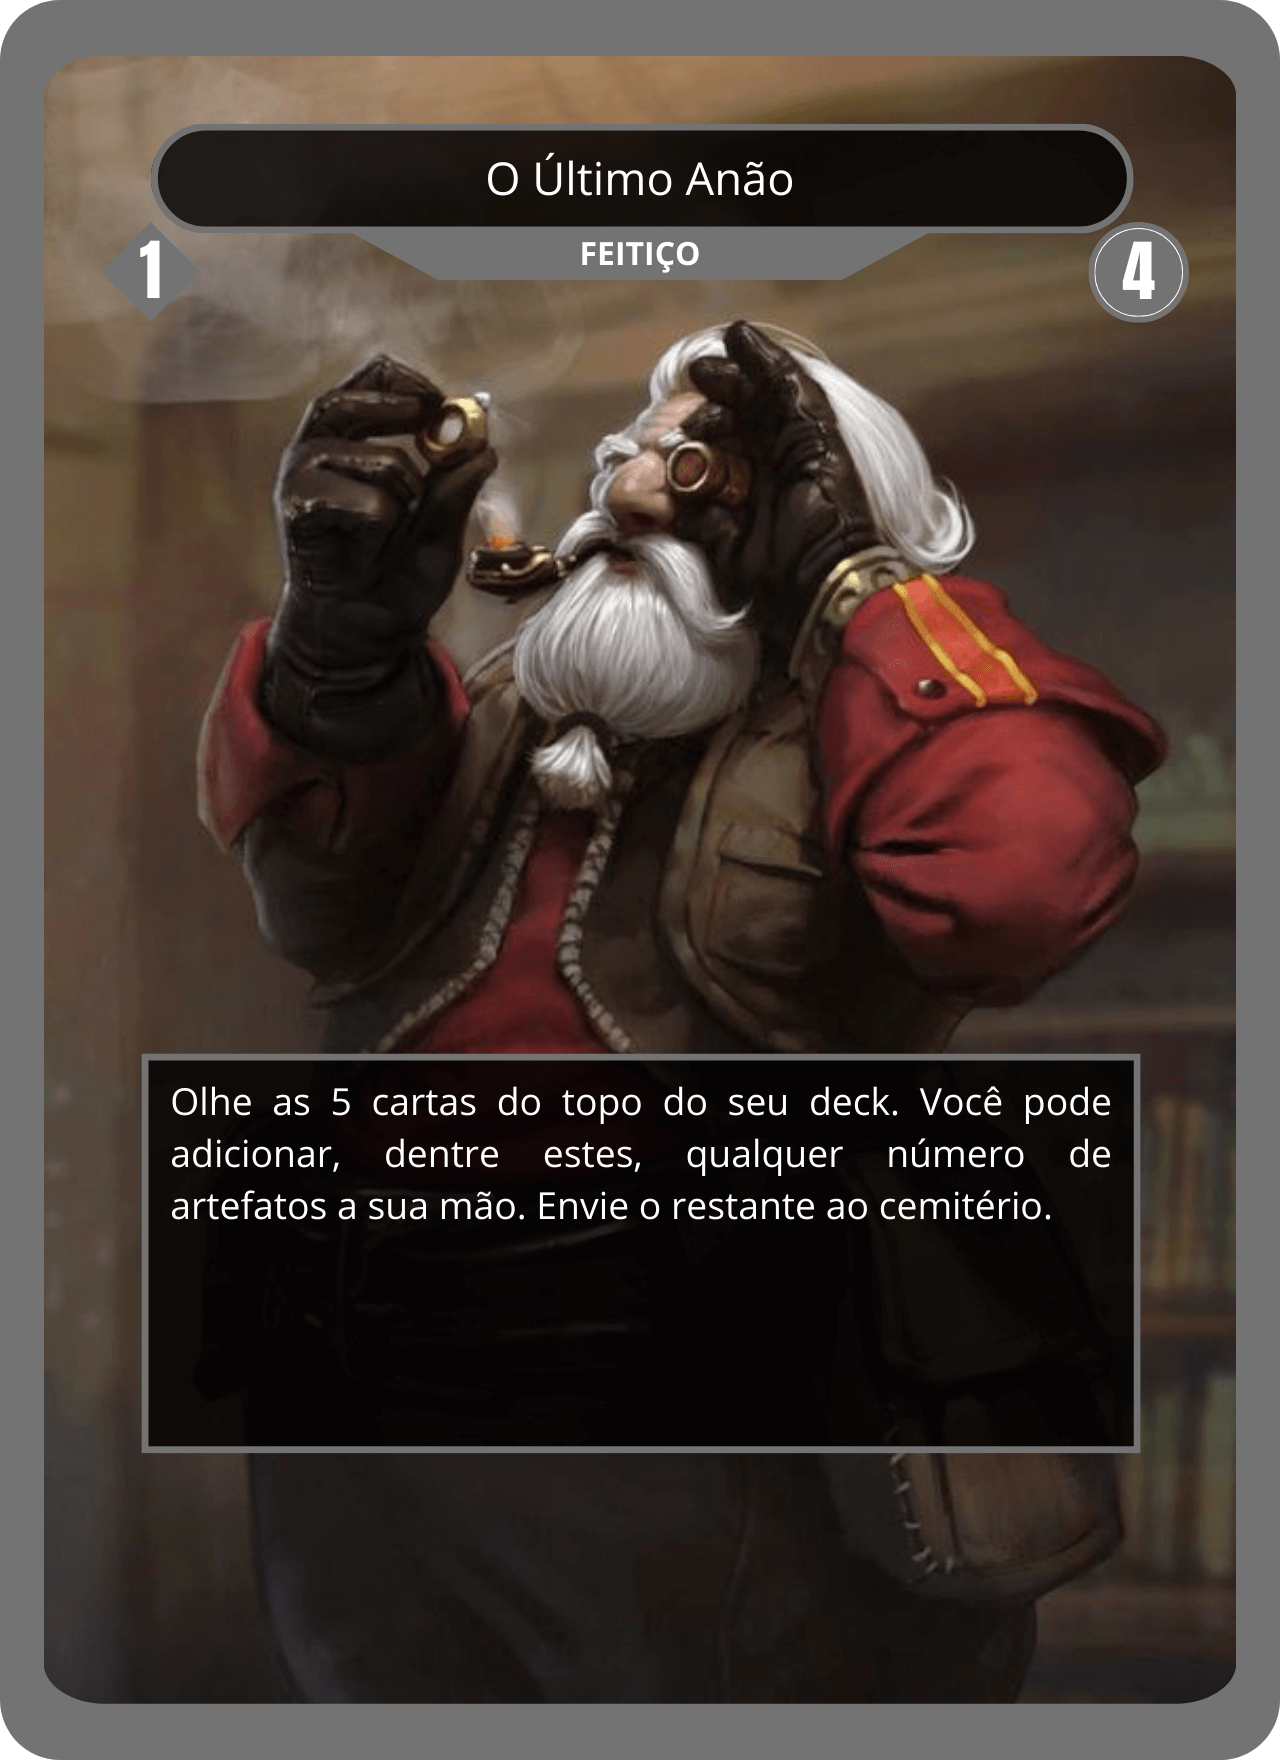 O Último Anão
FEITIÇO
1
4
Olhe as 5 cartas do topo do seu deck. Você pode
adicionar, dentre estes, qualquer número de
artefatos a sua mão. Envie o restante ao cemitério.